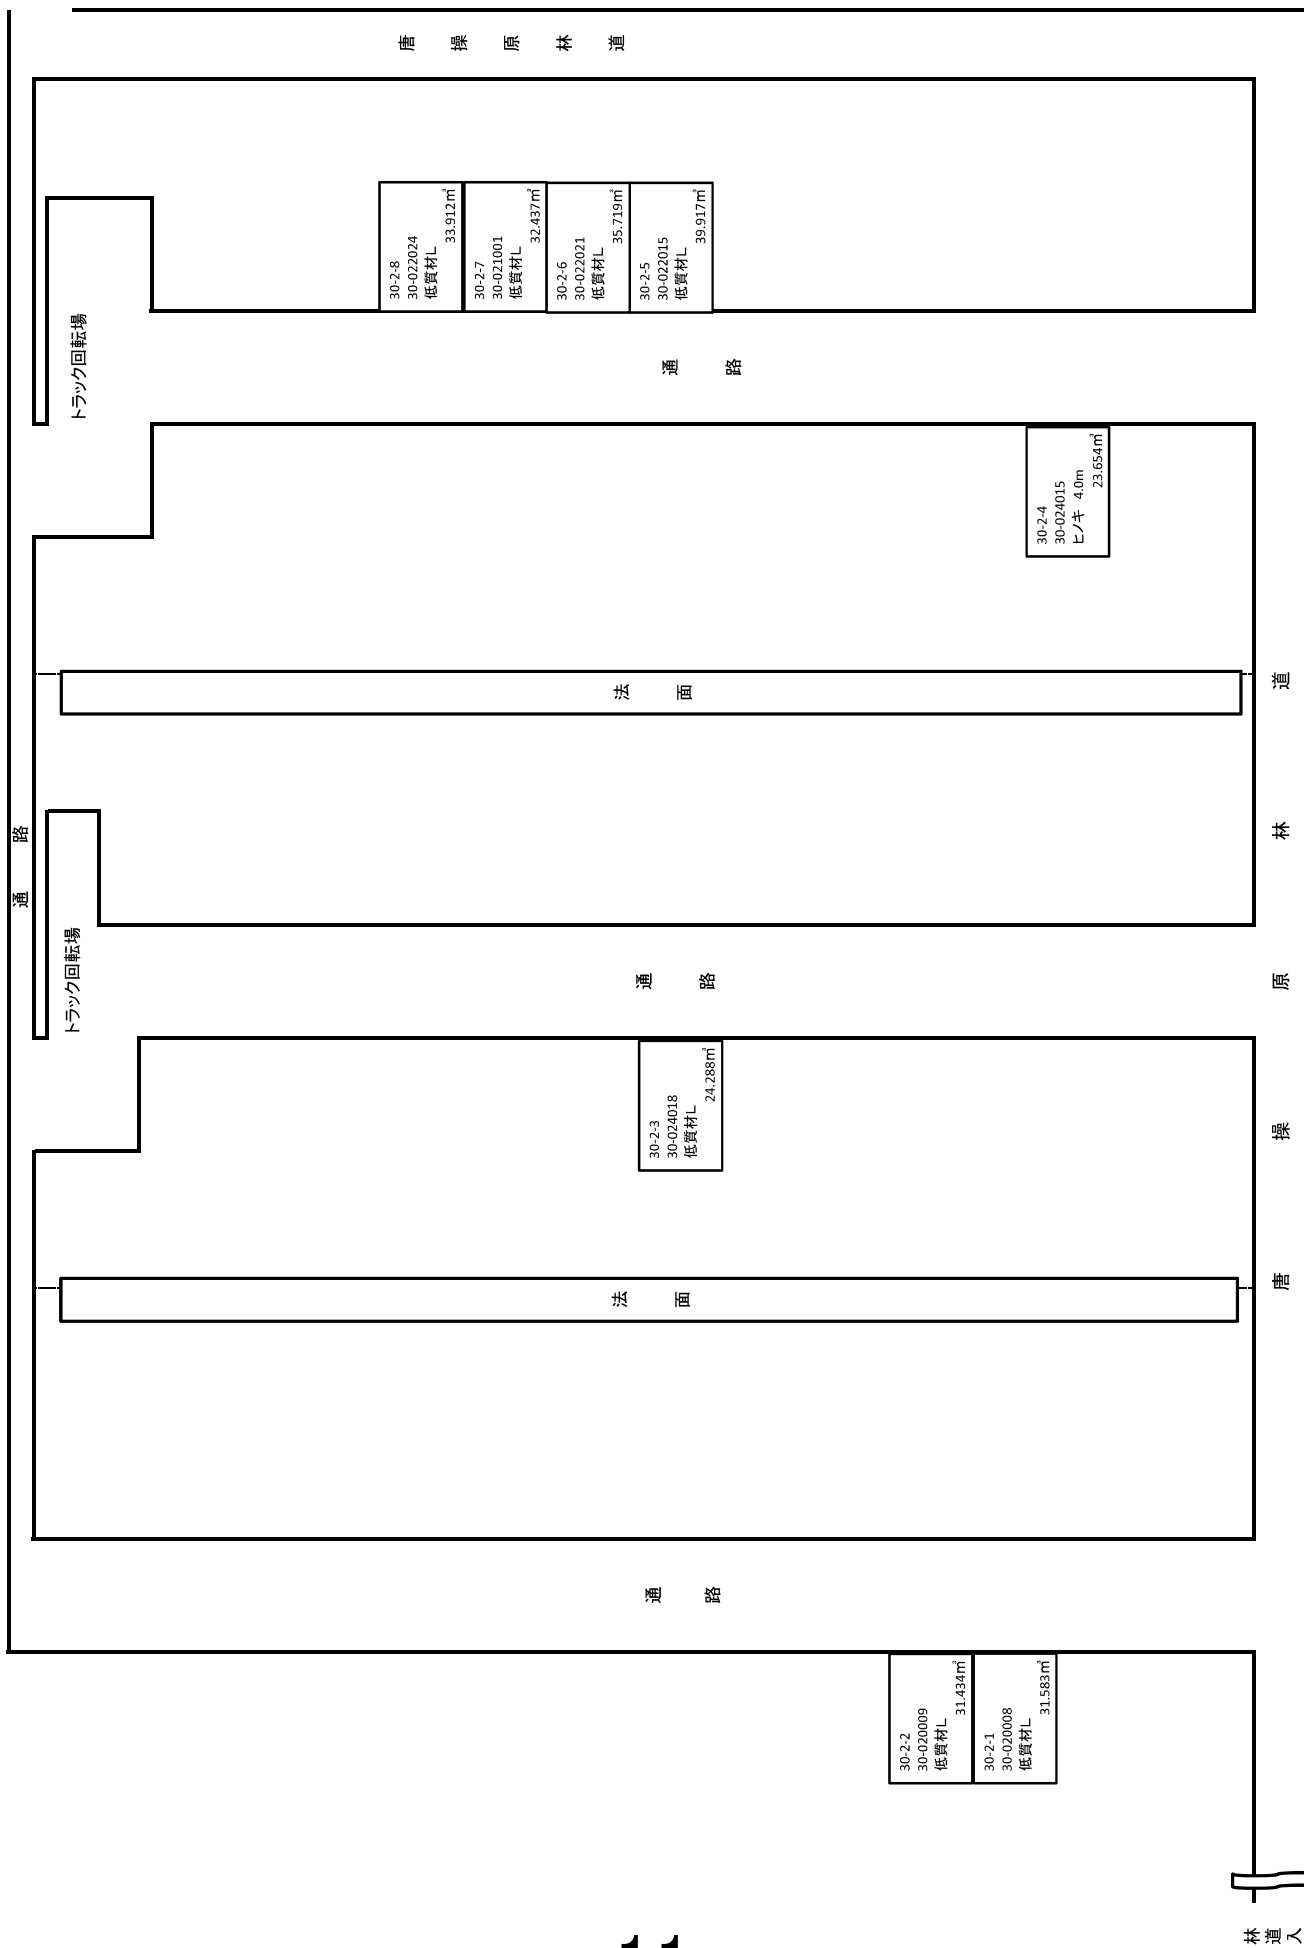 唐操原林道
30-2-8
30-022024
低質材L
33.912㎥
30-2-7
30-021001
低質材L
32.437㎥
30-2-6
30-022021
低質材L
35.719㎥
30-2-5
30-022015
低質材L
39.917㎥
トラック回転場
通路
30-2-4
30-024015
ヒノキ 4.0m
23.654㎥
法面
通路
トラック回転場
通路
30-2-3
30-024018
低質材L
24.288㎥
法面
通路
30-2-2
30-020009
低質材L
31.434㎥
30-2-1
30-020008
低質材L
31.583㎥
唐操原林道
林
道
入